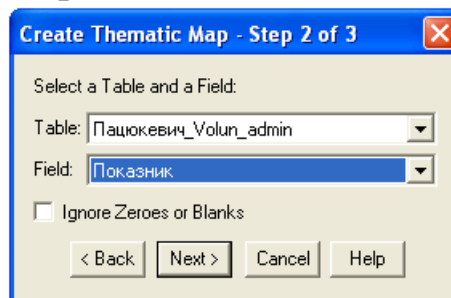 Create Thematic Map - Step 2 of 3
Select a Table and a Field:
Table: Пацюкевич_Volun_admin
Field: Показник
Ignore Zeroes or Blanks
< Back Next > Cancel Help